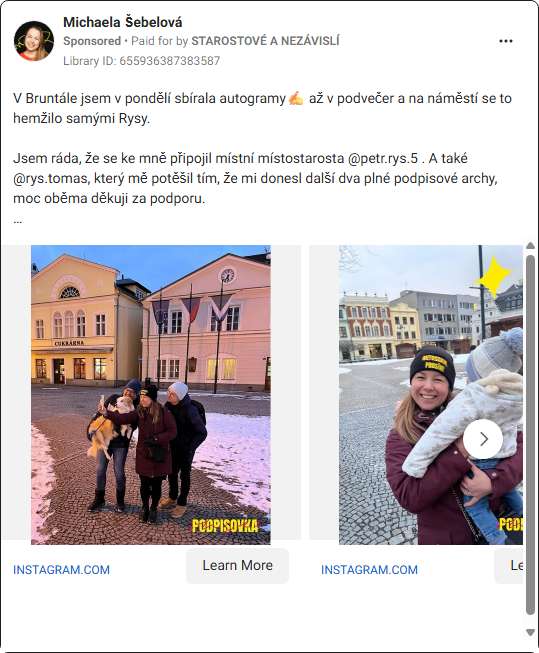 Michaela Šebelová
Sponsored • Paid for by STAROSTOVÉ A NEZÁVISLÍ
Library ID: 655936387383587
V Bruntále jsem v pondělí sbírala autogramy✍️ až v podvečer a na náměstí se to
hemžilo samými Rysy.
Jsem ráda, že se ke mně připojil místní místostarosta @petr.rys.5 . A také
@rys.tomas, který mě potěšil tím, že mi donesl další dva plné podpisové archy,
moc oběma děkuji za podporu.
...
CUKRÁRNA
PODPISOVKA
POD
INSTAGRAM.COM
Learn More
INSTAGRAM.COM
Le